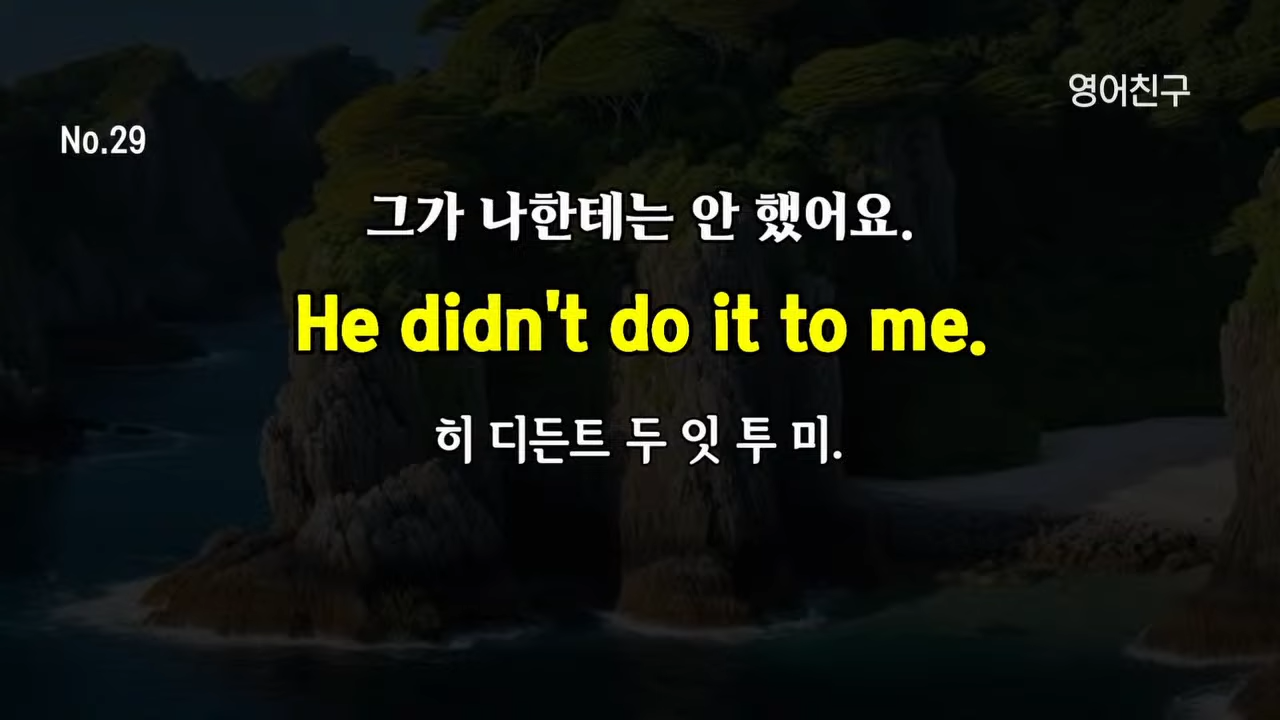 영어친구
No.29
그가 나한테는 안 했어요.
He didn't do it to me.
히 디든트 두 잇 투 미.